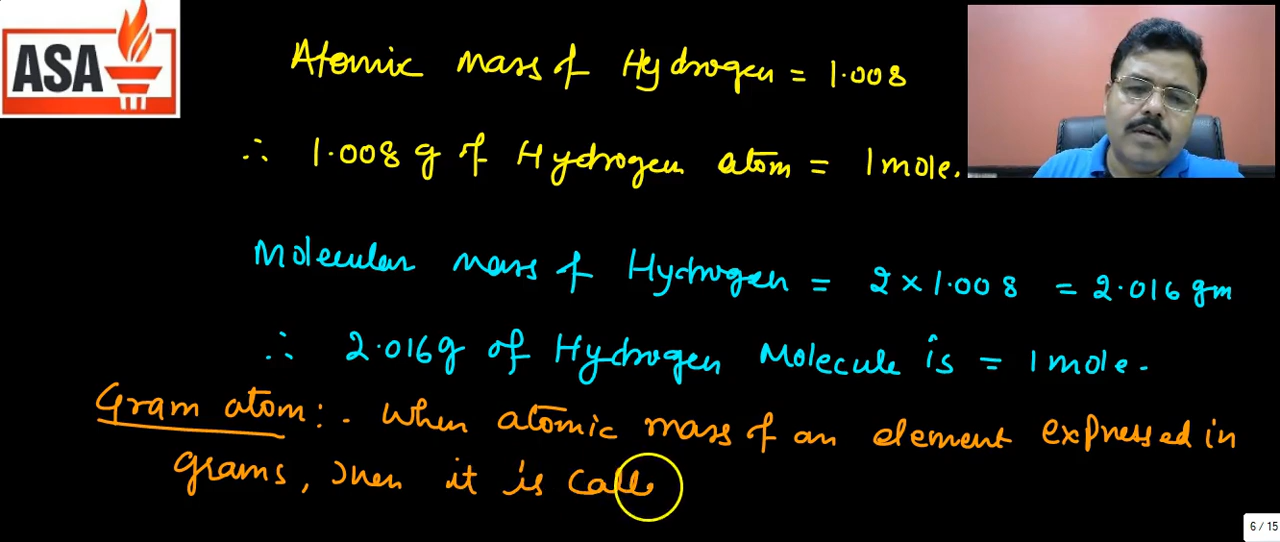 ASA
Atomic mass of Hydrogen = 1.008
∴ 1.008 g of Hydrogen atom = 1 mole.
Molecular mass of Hydrogen = 2 × 1.008 = 2.016 gm
∴ 2.016g of Hydrogen Molecule is = 1 mole.
Gram atom:- When atomic mass of an element expressed in
grams, then it is calle
6 / 15